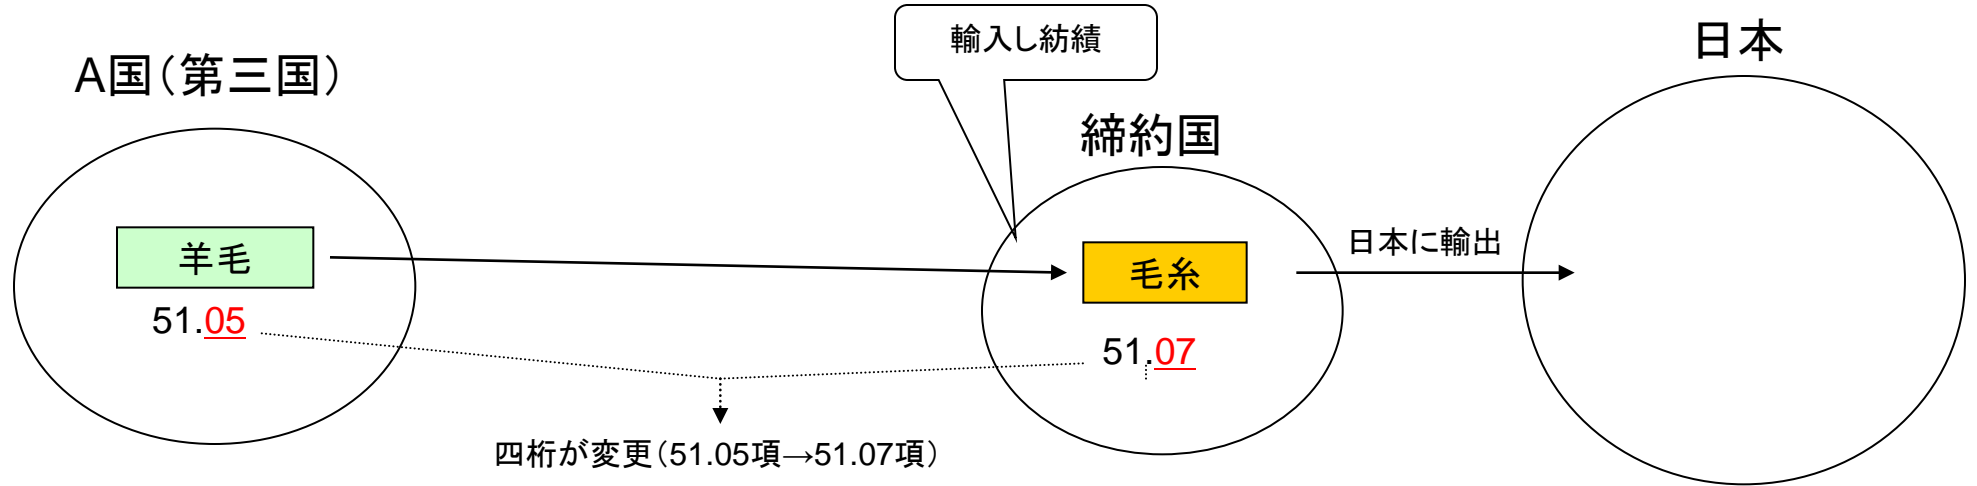 A国（第三国）
羊毛
51.05
輸入し紡績
締約国
毛糸
51.07
日本に輸出
日本
四桁が変更（51.05項→51.07項）